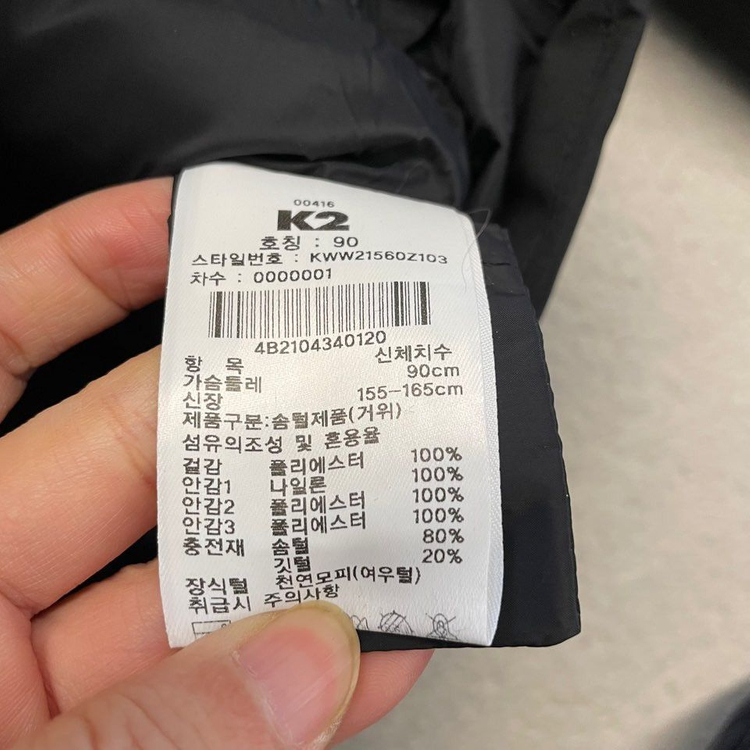 00416
K2
호칭 : 90
스타일번호 : KWW21560Z103
차수 : 0000001
4B2104340120
항 목 신체치수
가슴둘레 90cm
신장 155-165cm
제품구분:솜털제품(거위)
섬유의조성 및 혼용율
겉감 폴리에스터 100%
안감1 나일론 100%
안감2 폴리에스터 100%
안감3 폴리에스터 100%
충전재 솜털 80%
깃털 20%
장식털 천연모피(여우털)
취급시 주의사항